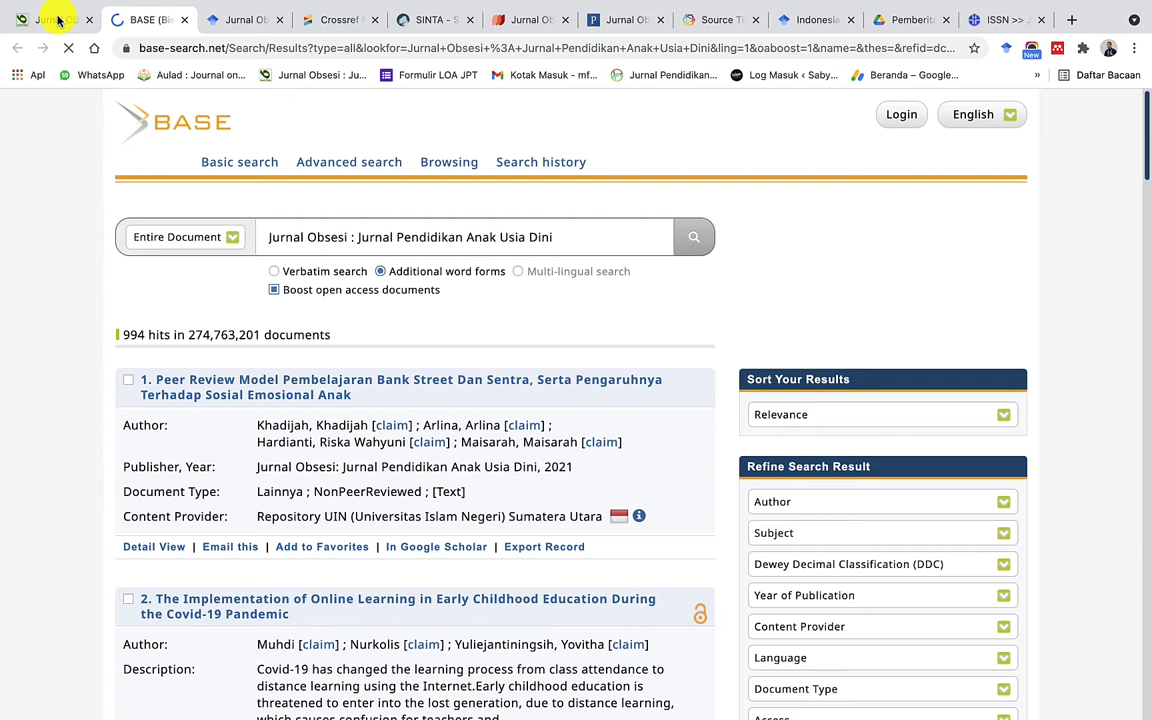 Jurnal Ob
BASE (Bie
Jurnal Ob
Crossref
SINTA - S
Jurnal Ob
Jurnal Ob
Source Ti
Indonesia
Pemberit
ISSN >> J
base-search.net/Search/Results?type=all&lookfor=Jurnal+Obsesi+%3A+Jurnal+Pendidikan+Anak+Usia+Dini&ling=1&oaboost=1&name=&thes=&refid=dc...
New
Apl
WhatsApp
Aulad : Journal on...
Jurnal Obsesi : Ju...
Formulir LOA JPT
Kotak Masuk - mf...
Jurnal Pendidikan...
Log Masuk ‹ Saby...
Beranda – Google...
»
Daftar Bacaan
BASE
Login
English
Basic search
Advanced search
Browsing
Search history
Entire Document
Jurnal Obsesi : Jurnal Pendidikan Anak Usia Dini
Verbatim search
Additional word forms
Multi-lingual search
Boost open access documents
994 hits in 274,763,201 documents
1. Peer Review Model Pembelajaran Bank Street Dan Sentra, Serta Pengaruhnya
Terhadap Sosial Emosional Anak
Author: Khadijah, Khadijah [claim] ; Arlina, Arlina [claim] ;
Hardianti, Riska Wahyuni [claim] ; Maisarah, Maisarah [claim]
Publisher, Year: Jurnal Obsesi: Jurnal Pendidikan Anak Usia Dini, 2021
Document Type: Lainnya ; NonPeerReviewed ; [Text]
Content Provider: Repository UIN (Universitas Islam Negeri) Sumatera Utara
Detail View | Email this | Add to Favorites | In Google Scholar | Export Record
2. The Implementation of Online Learning in Early Childhood Education During
the Covid-19 Pandemic
Author: Muhdi [claim] ; Nurkolis [claim] ; Yuliejantiningsih, Yovitha [claim]
Description: Covid-19 has changed the learning process from class attendance to
distance learning using the Internet.Early childhood education is
threatened to enter into the lost generation, due to distance learning,
which causes confusion for teachers and
Sort Your Results
Relevance
Refine Search Result
Author
Subject
Dewey Decimal Classification (DDC)
Year of Publication
Content Provider
Language
Document Type
Access